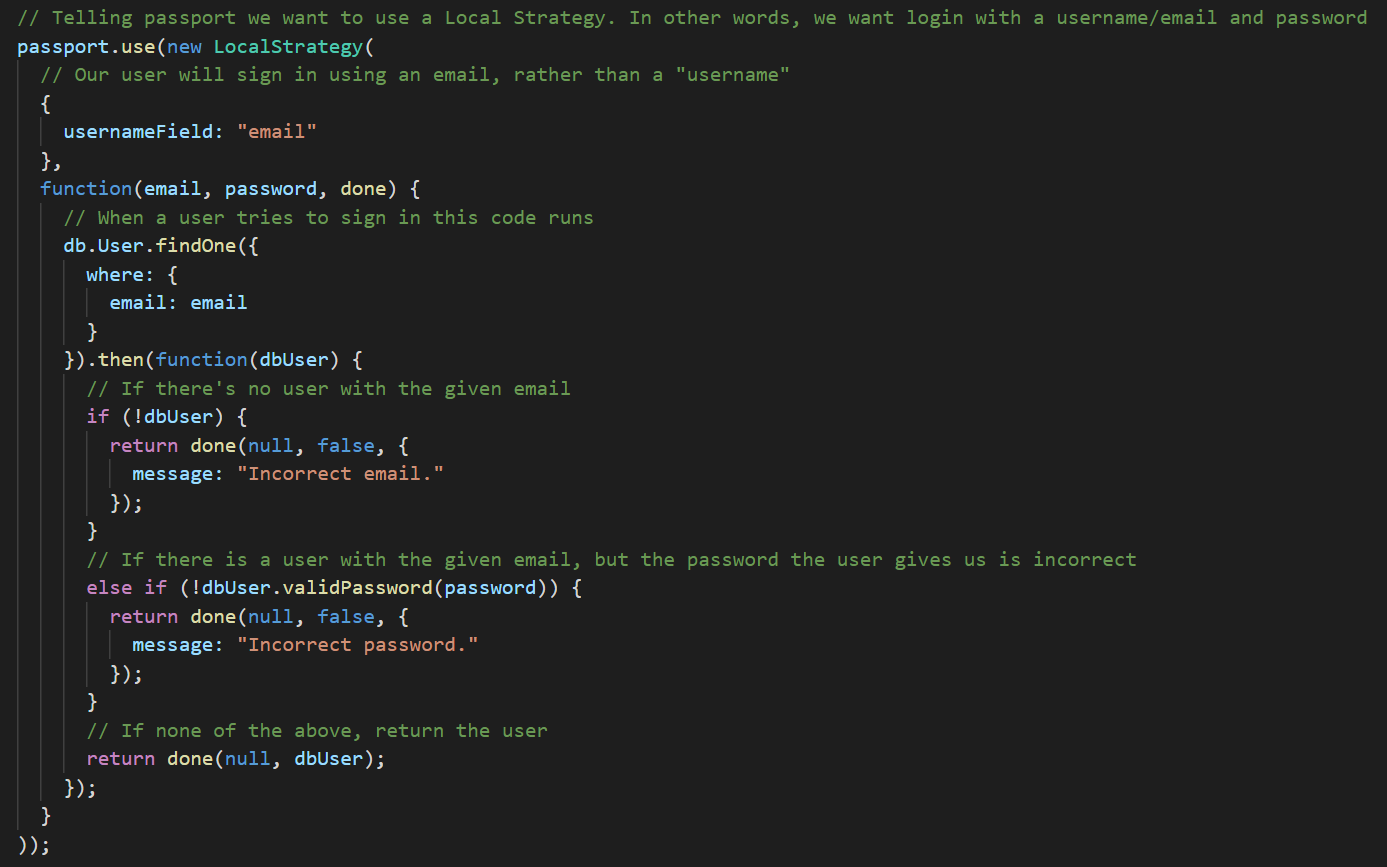 // Telling passport we want to use a Local Strategy. In other words, we want login with a username/email and password
passport.use(new LocalStrategy(
  // Our user will sign in using an email, rather than a "username"
  {
    usernameField: "email"
  },
  function(email, password, done) {
    // When a user tries to sign in this code runs
    db.User.findOne({
      where: {
        email: email
      }
    }).then(function(dbUser) {
      // If there's no user with the given email
      if (!dbUser) {
        return done(null, false, {
          message: "Incorrect email."
        });
      }
      // If there is a user with the given email, but the password the user gives us is incorrect
      else if (!dbUser.validPassword(password)) {
        return done(null, false, {
          message: "Incorrect password."
        });
      }
      // If none of the above, return the user
      return done(null, dbUser);
    });
  }
));